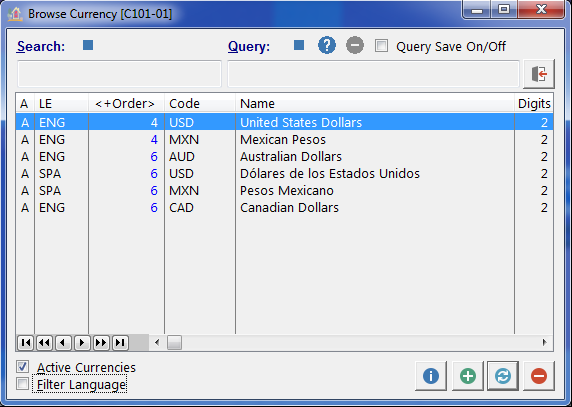 Browse Currency [C101-01]
Search: Query: ? Query Save On/Off
A LE <+Order> Code Name Digits
A ENG 4 USD United States Dollars 2
A ENG 4 MXN Mexican Pesos 2
A ENG 6 AUD Australian Dollars 2
A SPA 6 USD Dólares de los Estados Unidos 2
A SPA 6 MXN Pesos Mexicano 2
A ENG 6 CAD Canadian Dollars 2
Active Currencies
Filter Language